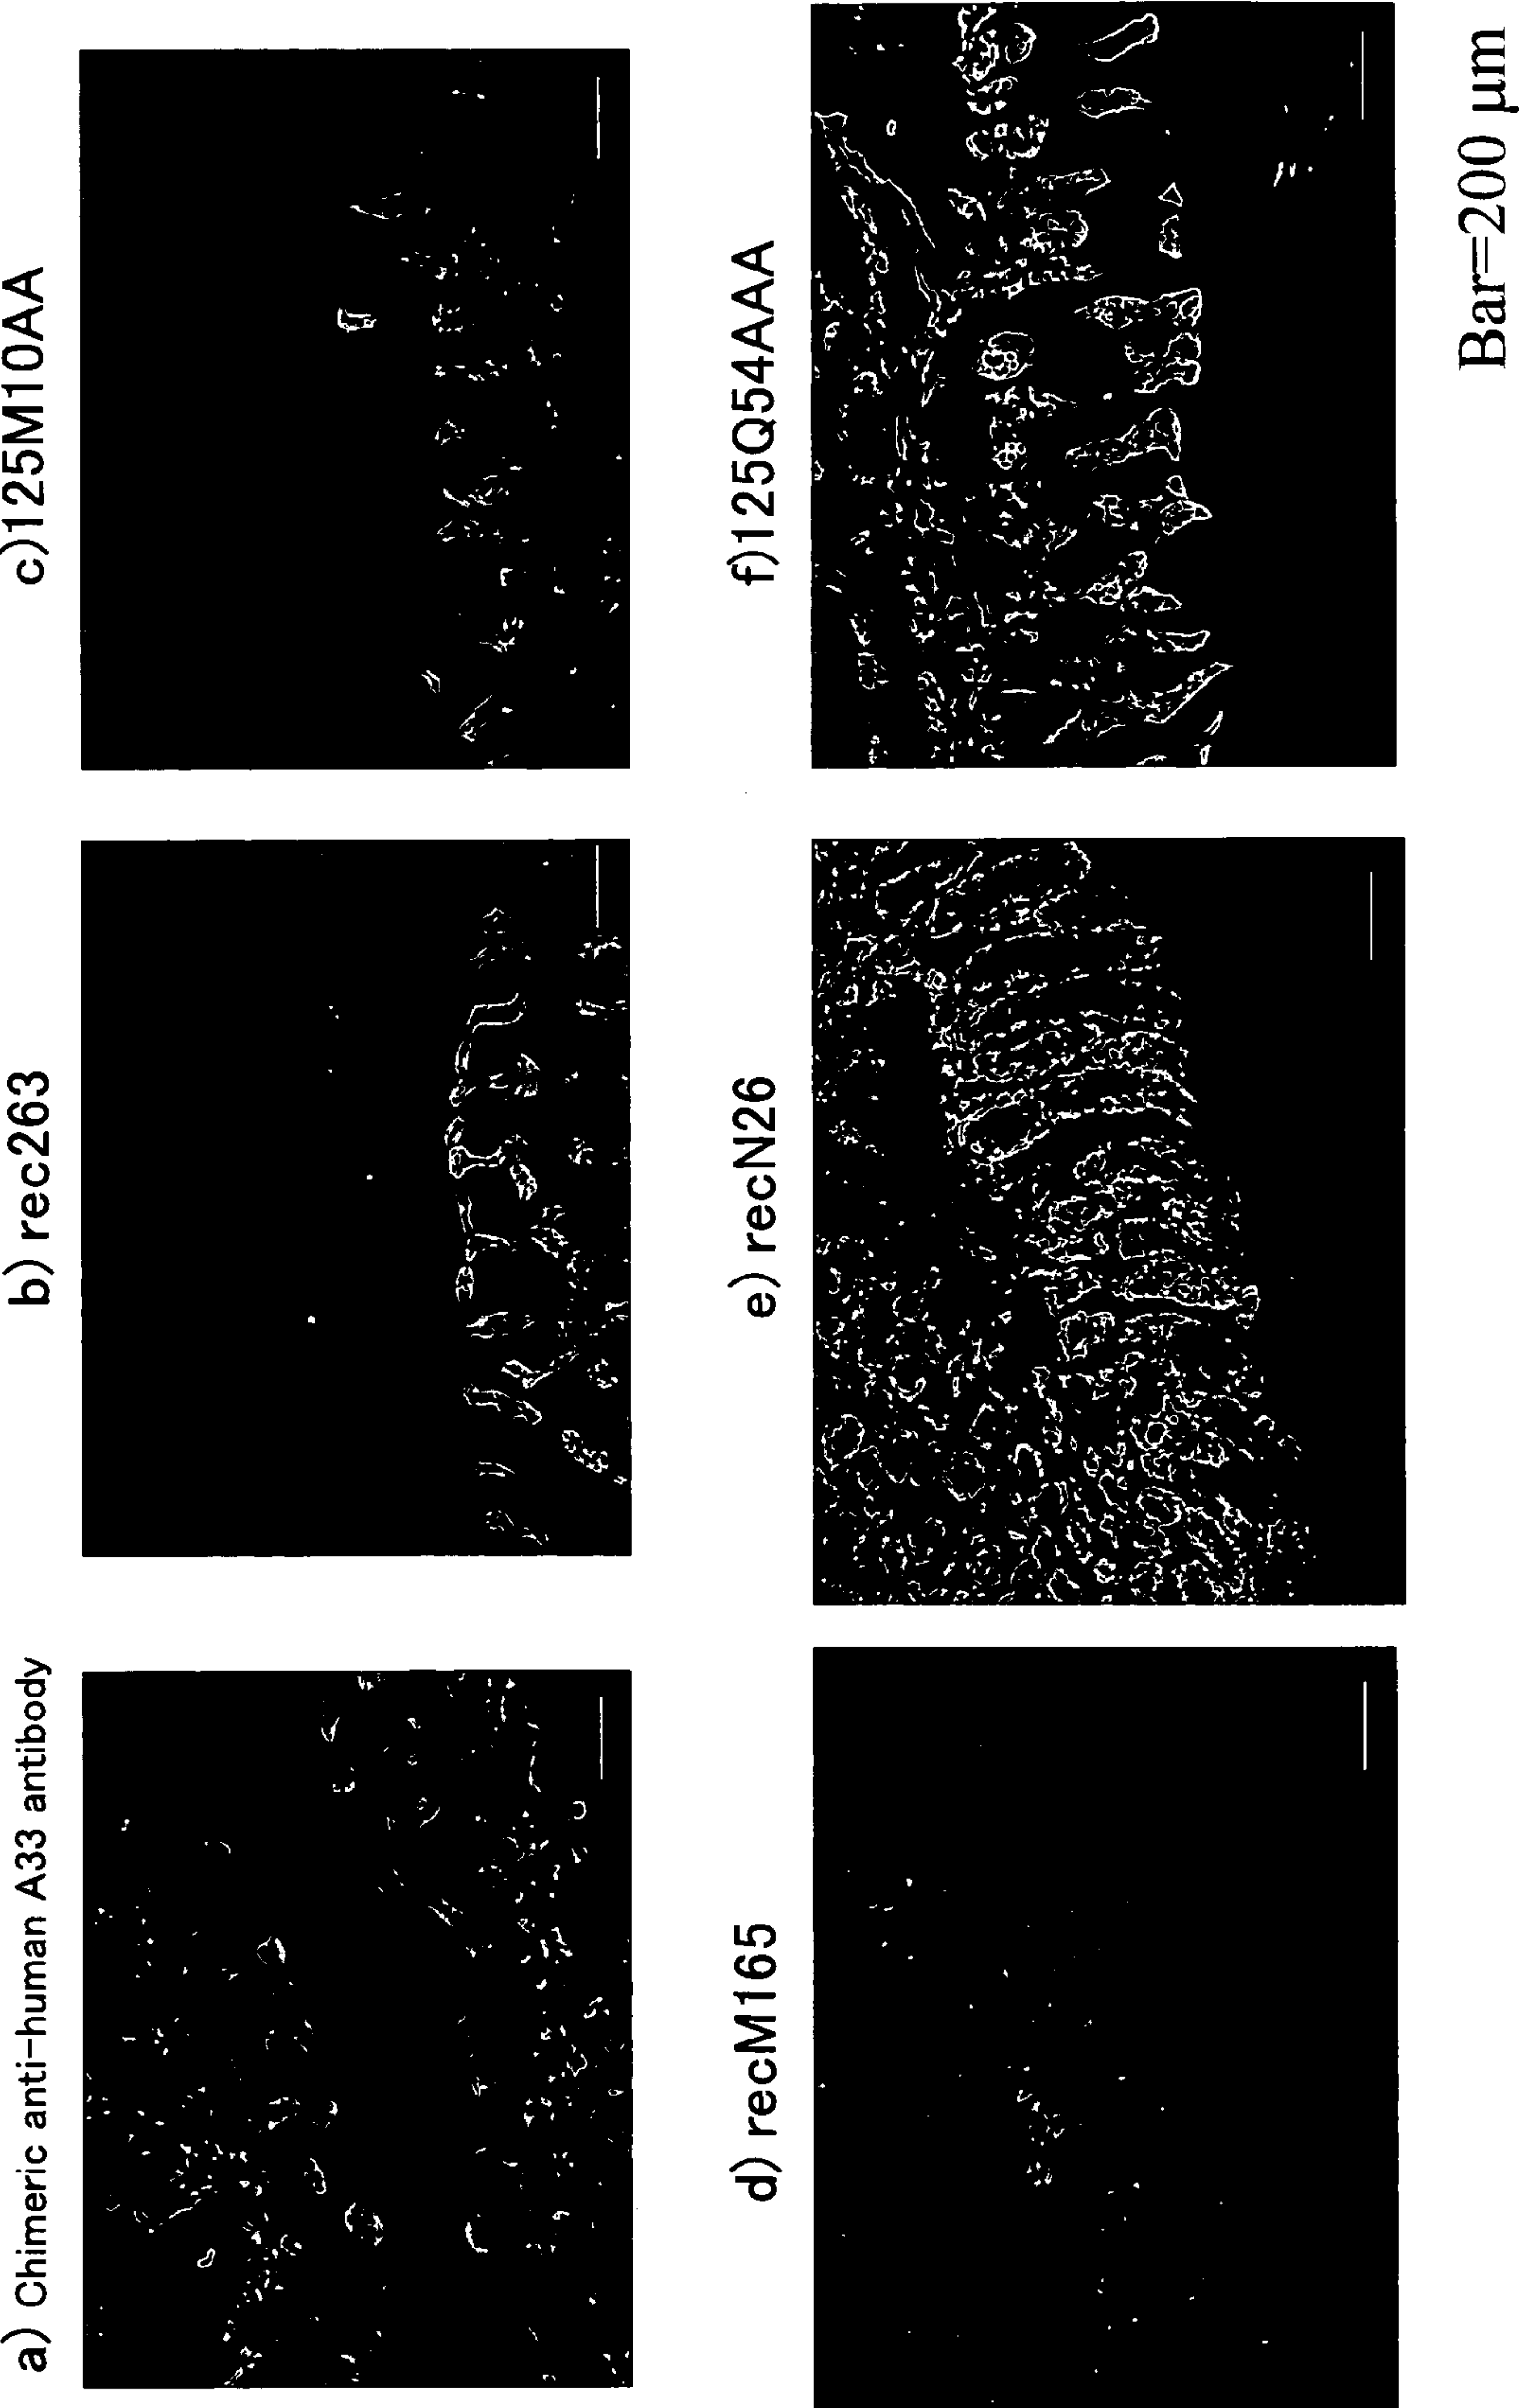 a) Chimeric anti-human A33 antibody
b) rec263
c)125M10AA
d) recM165
e) recN26
f)125Q54AAA
Bar=200 μm